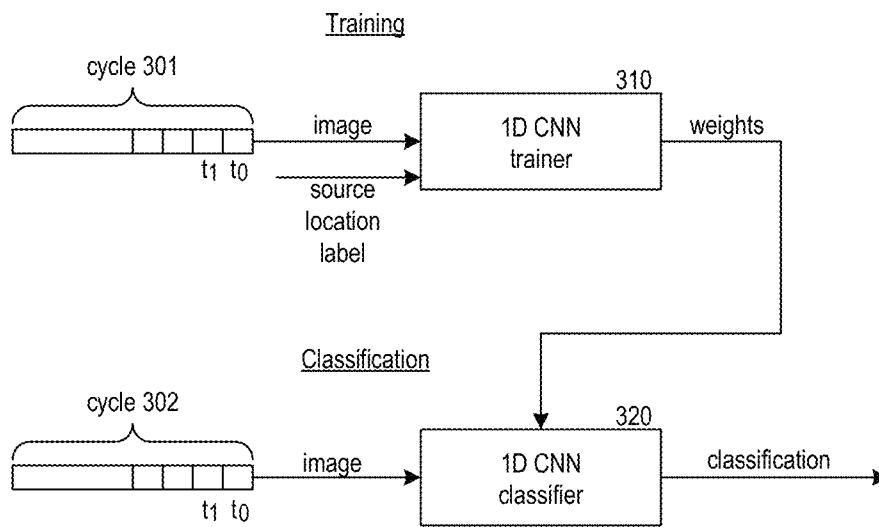 Training
cycle 301
t1 t0
image
source
location
label
310
1D CNN
trainer
weights
Classification
cycle 302
t1 t0
image
320
1D CNN
classifier
classification